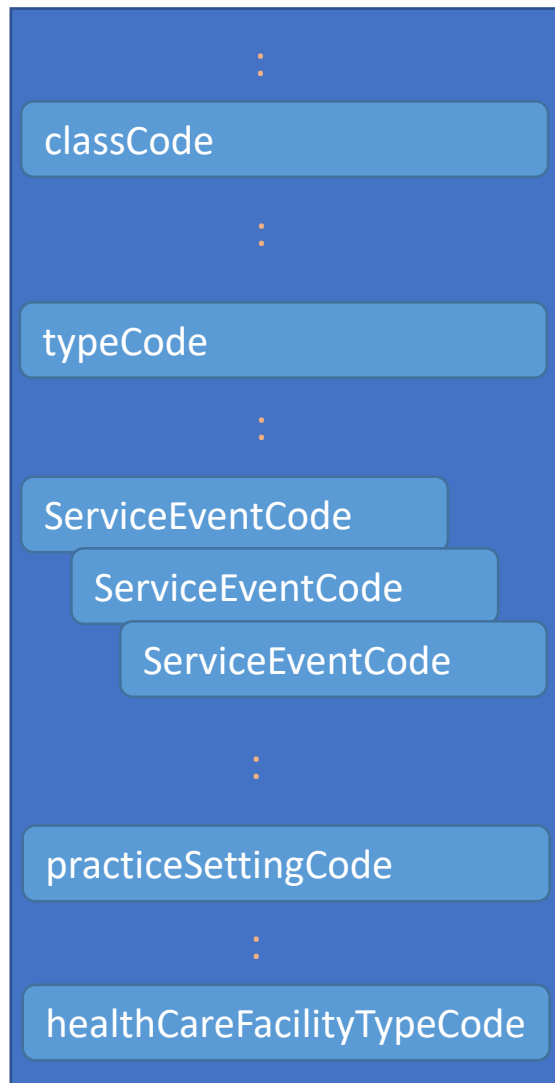 :
classCode
:
typeCode
:
ServiceEventCode
ServiceEventCode
ServiceEventCode
:
practiceSettingCode
:
healthCareFacilityTypeCode